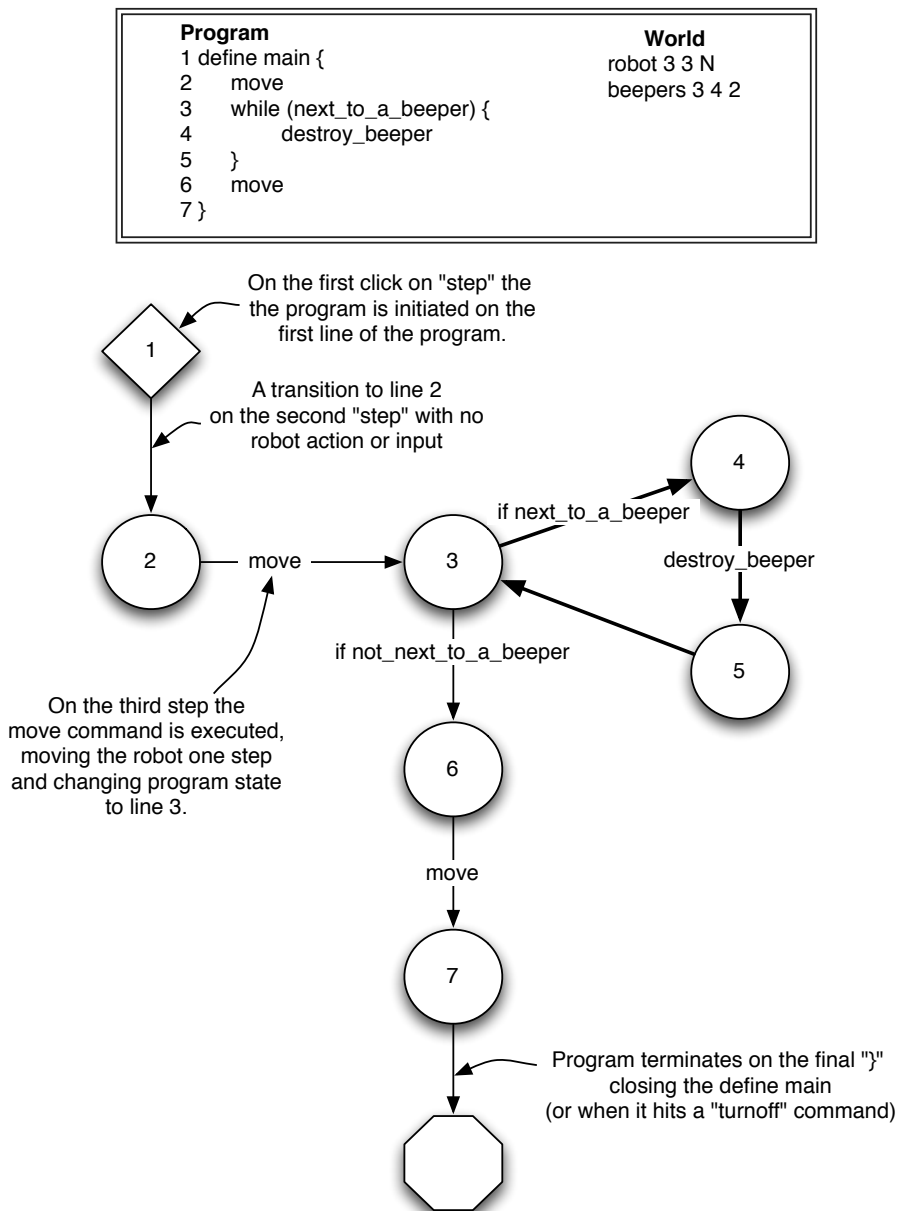 Program
1 define main {
2 move
3 while (next_to_a_beeper) {
4 destroy_beeper
5 }
6 move
7 }
World
robot 3 3 N
beepers 3 4 2
On the first click on "step" the
the program is initiated on the
first line of the program.
1
A transition to line 2
on the second "step" with no
robot action or input
4
if next_to_a_beeper
2
move
3
destroy_beeper
if not_next_to_a_beeper
5
On the third step the
move command is executed,
moving the robot one step
and changing program state
to line 3.
6
move
7
Program terminates on the final "}"
closing the define main
(or when it hits a "turnoff" command)